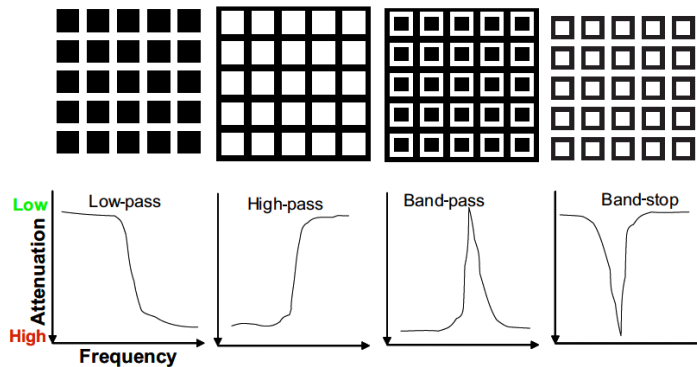 Low-pass
High-pass
Band-pass
Band-stop
Low
Attenuation
High
Frequency